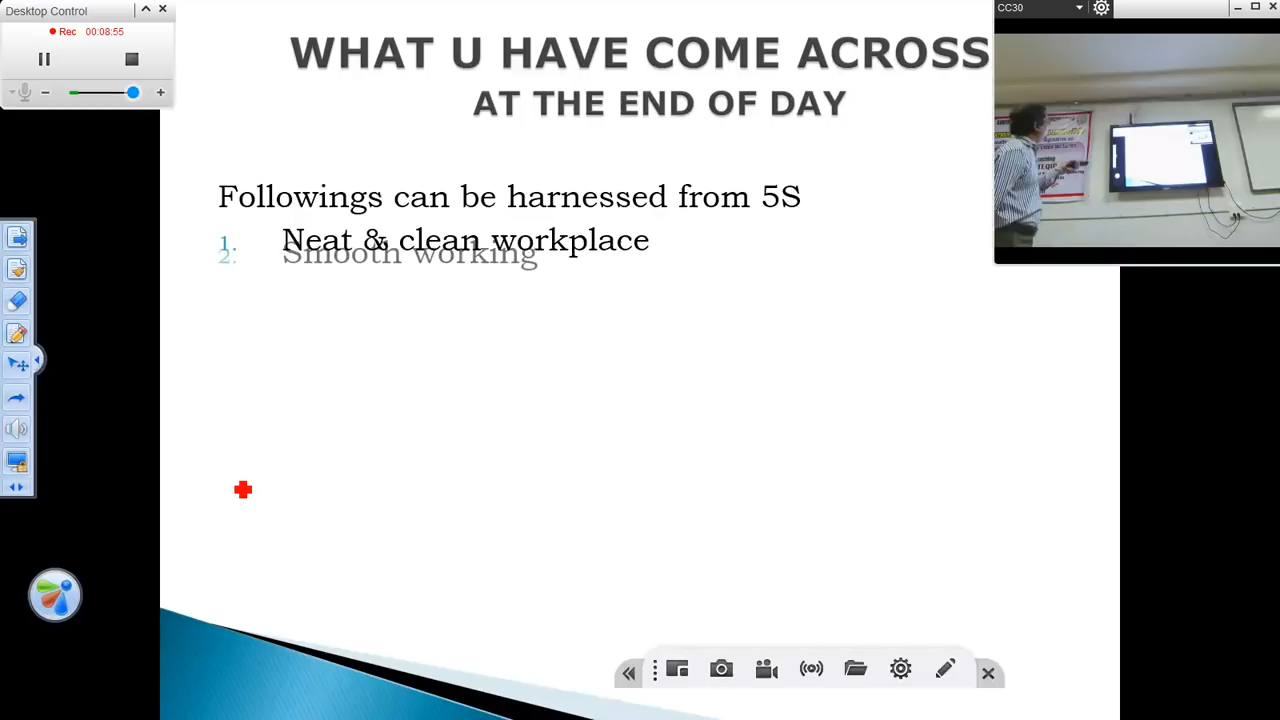 Desktop Control
Rec 00:08:55
CC30
WHAT U HAVE COME ACROSS
AT THE END OF DAY
Followings can be harnessed from 5S
1. Neat & clean workplace
2. Smooth working